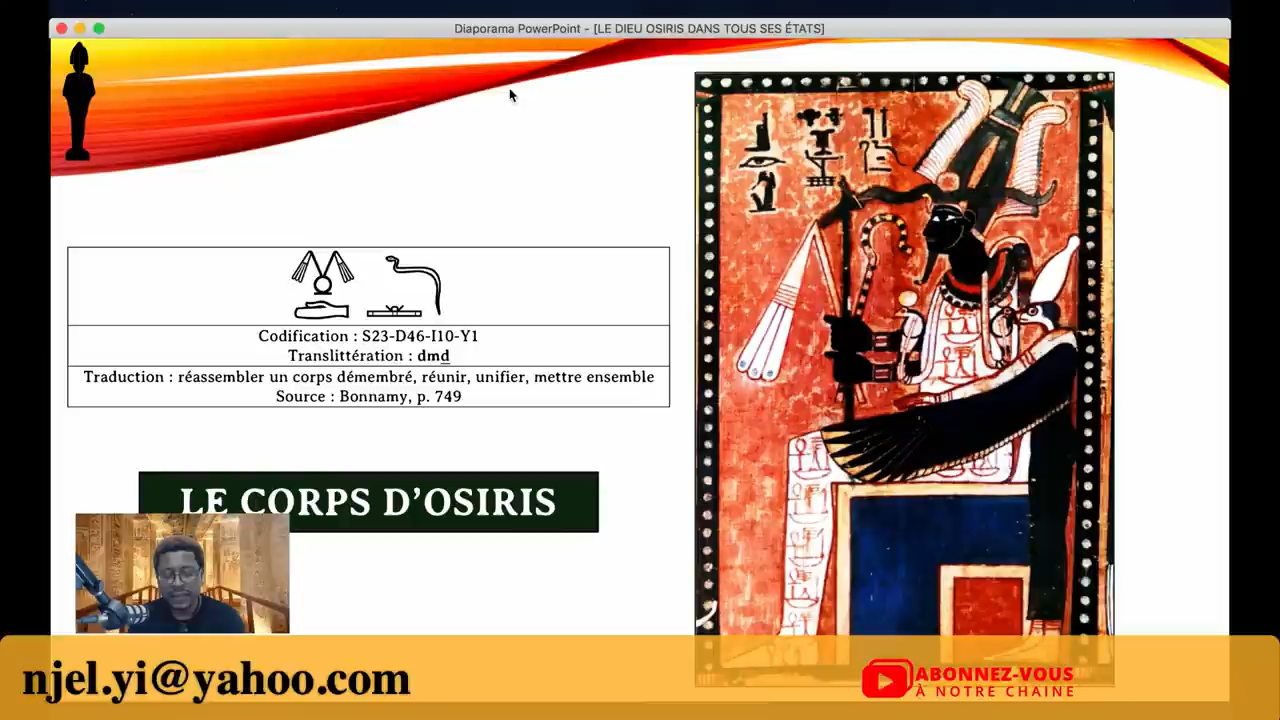 Diaporama PowerPoint - [LE DIEU OSIRIS DANS TOUS SES ÉTATS]
Codification : S23-D46-I10-Y1
Translittération : dmḏ
Traduction : réassembler un corps démembré, réunir, unifier, mettre ensemble
Source : Bonnamy, p. 749
LE CORPS D’OSIRIS
njel.yi@yahoo.com
ABONNEZ-VOUS
À NOTRE CHAINE